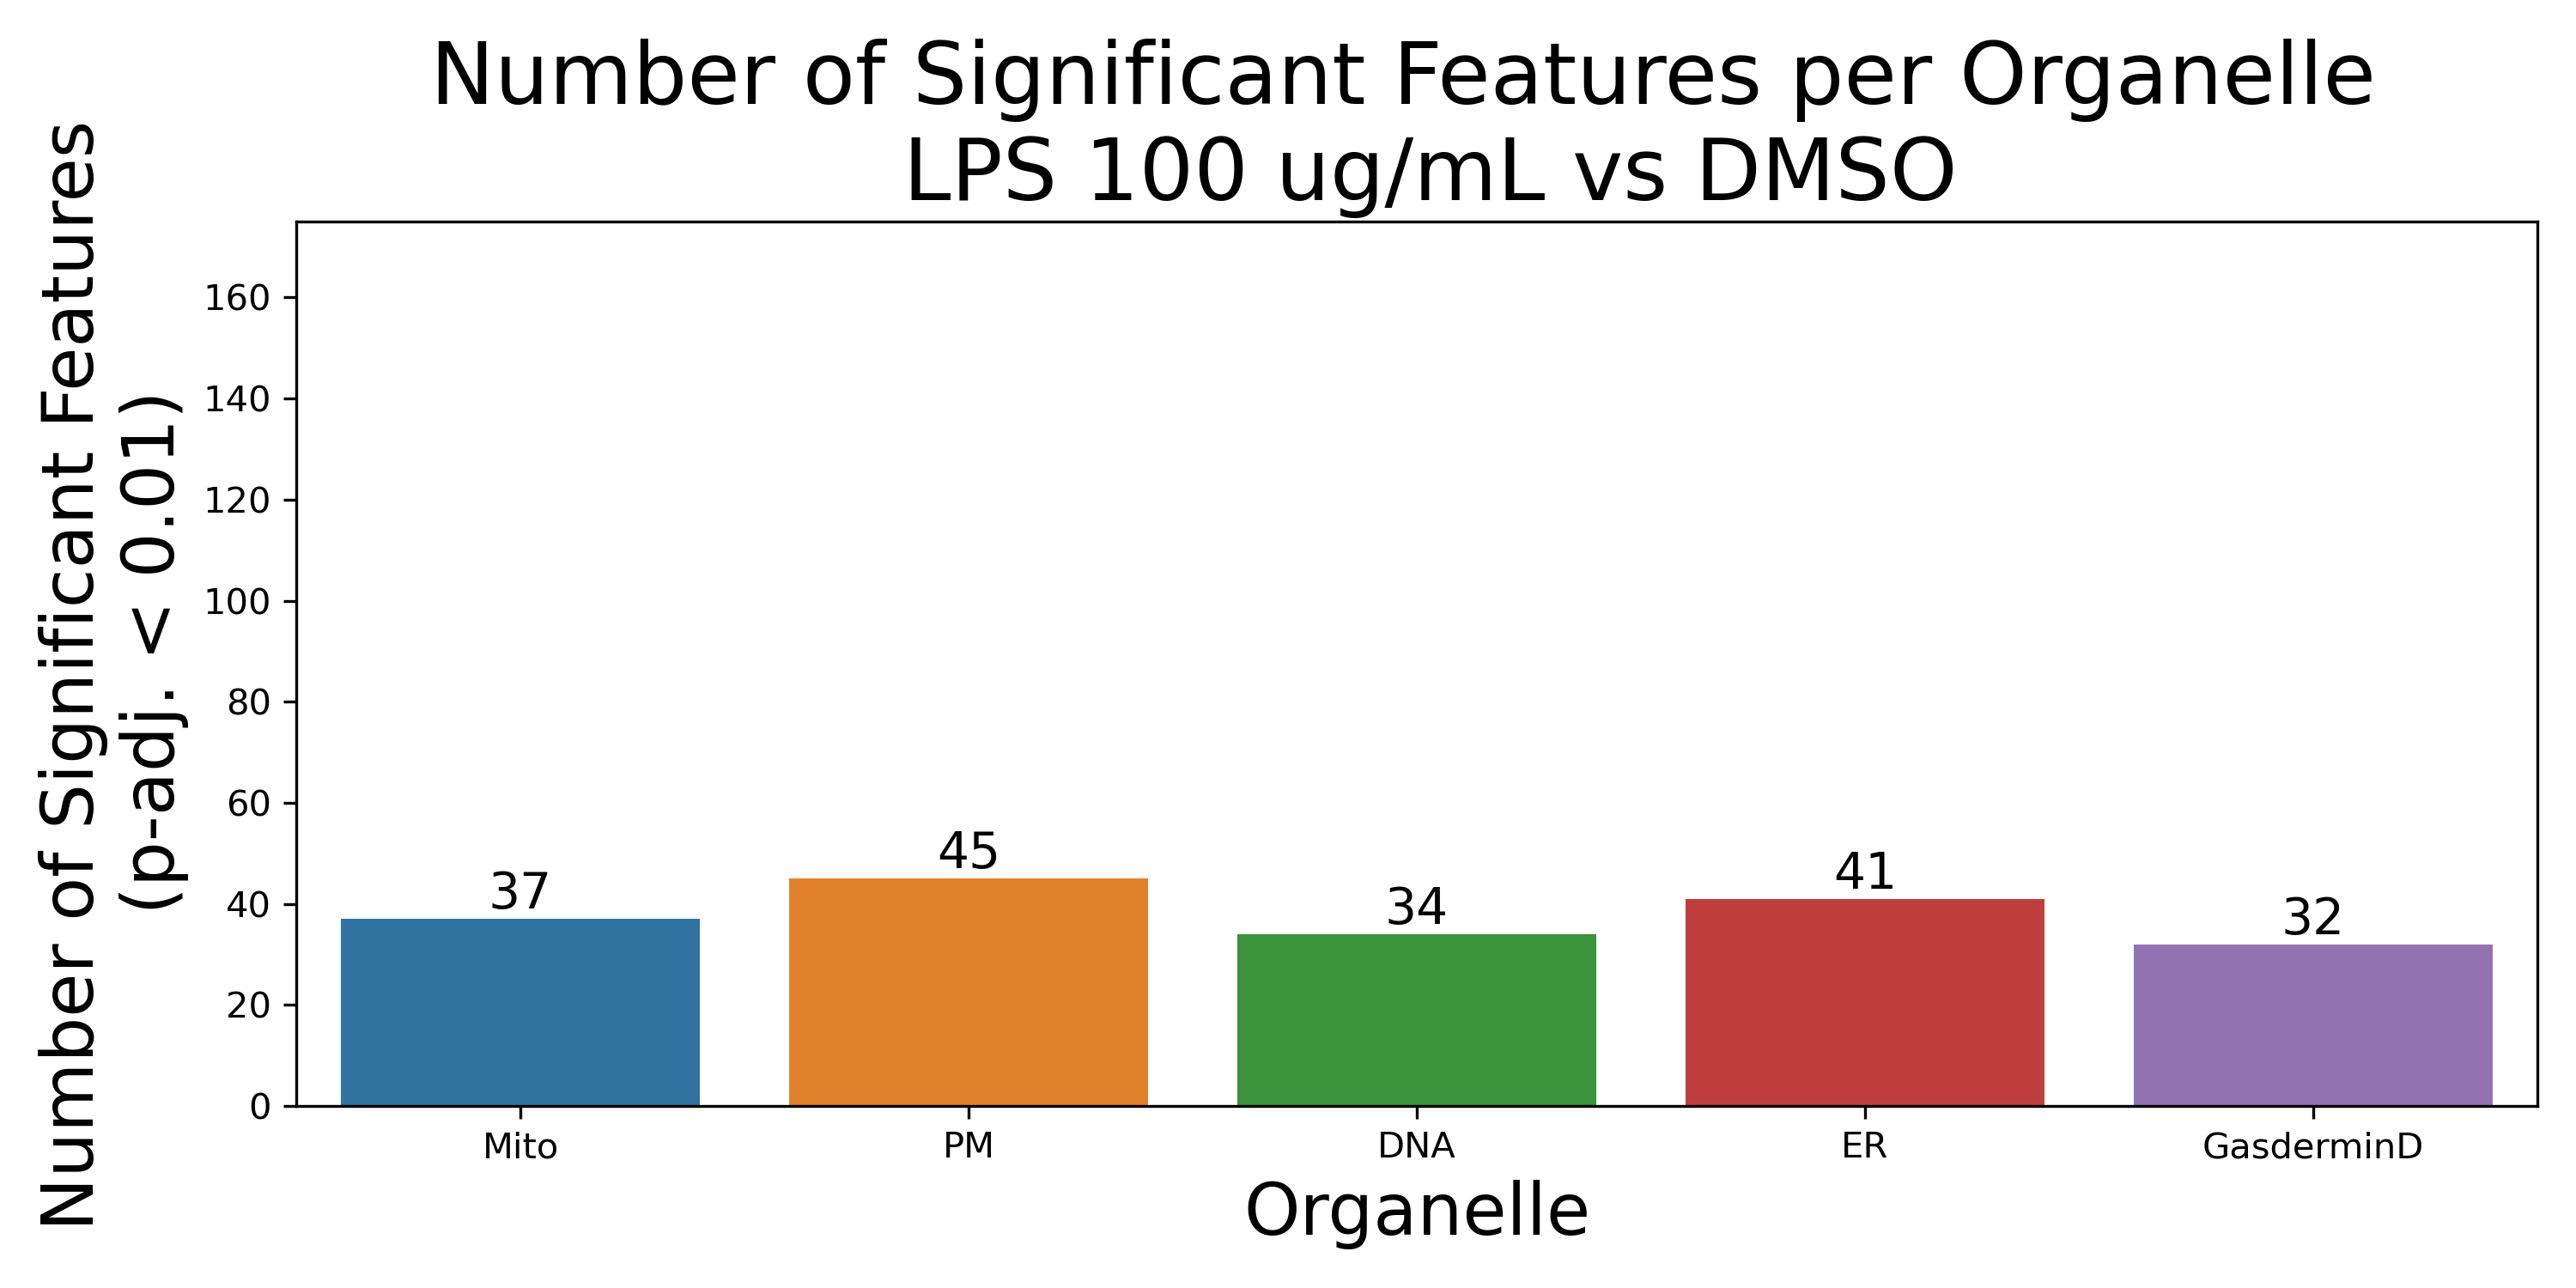 Number of Significant Features per Organelle
LPS 100 ug/mL vs DMSO
Number of Significant Features
(p-adj. < 0.01)
160
140
120
100
80
60
40
20
0
37
45
34
41
32
Mito
PM
DNA
ER
GasderminD
Organelle